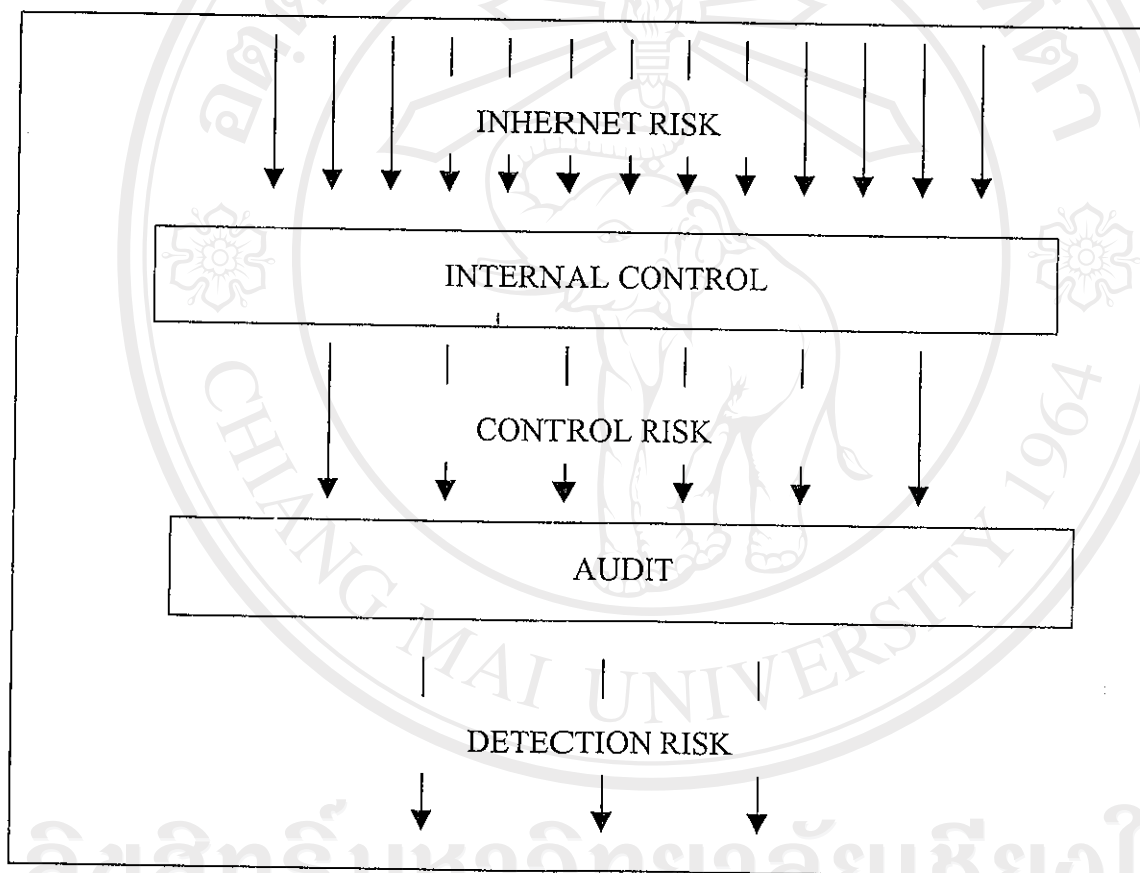 INHERNET RISK
INTERNAL CONTROL
CONTROL RISK
AUDIT
DETECTION RISK
CHIANG MAI UNIVERSITY 1964